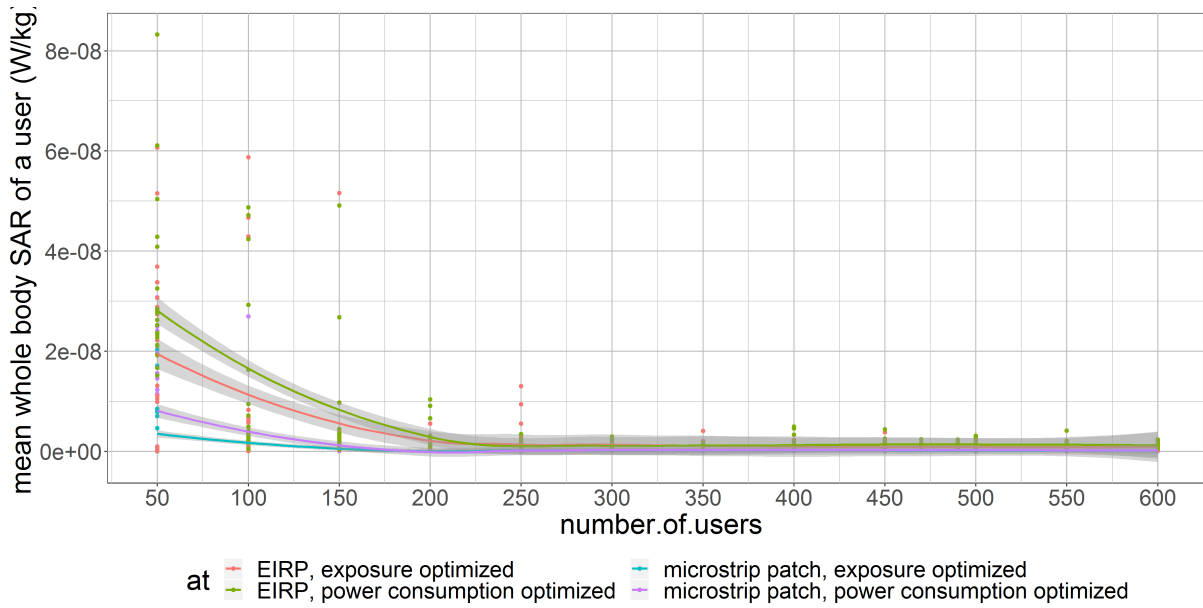 mean whole body SAR of a user (W/kg)
8e-08
6e-08
4e-08
2e-08
0e+00
50 100 150 200 250 300 350 400 450 500 550 600
number.of.users
at
EIRP, exposure optimized
EIRP, power consumption optimized
microstrip patch, exposure optimized
microstrip patch, power consumption optimized